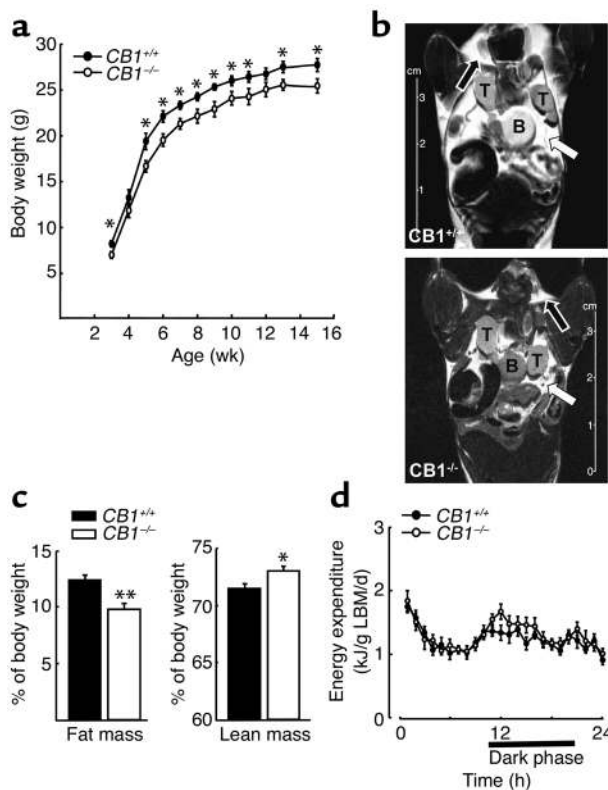 a
Body weight (g)
30
25
20
15
10
5
CB1+/+
CB1−/−
*
*
*
*
*
*
*
*
*
*
2 4 6 8 10 12 14 16
Age (wk)
b
T
T
B
cm
3
2
1
CB1+/+
cm
T
T
B
3
2
1
0
CB1-/-
c
CB1+/+
CB1−/−
% of body weight
15
10
5
**
Fat mass
% of body weight
75
70
65
60
*
Lean mass
d
CB1+/+
CB1−/−
Energy expenditure
(kJ/g LBM/d)
3
2
1
0
0 12 24
Dark phase
Time (h)